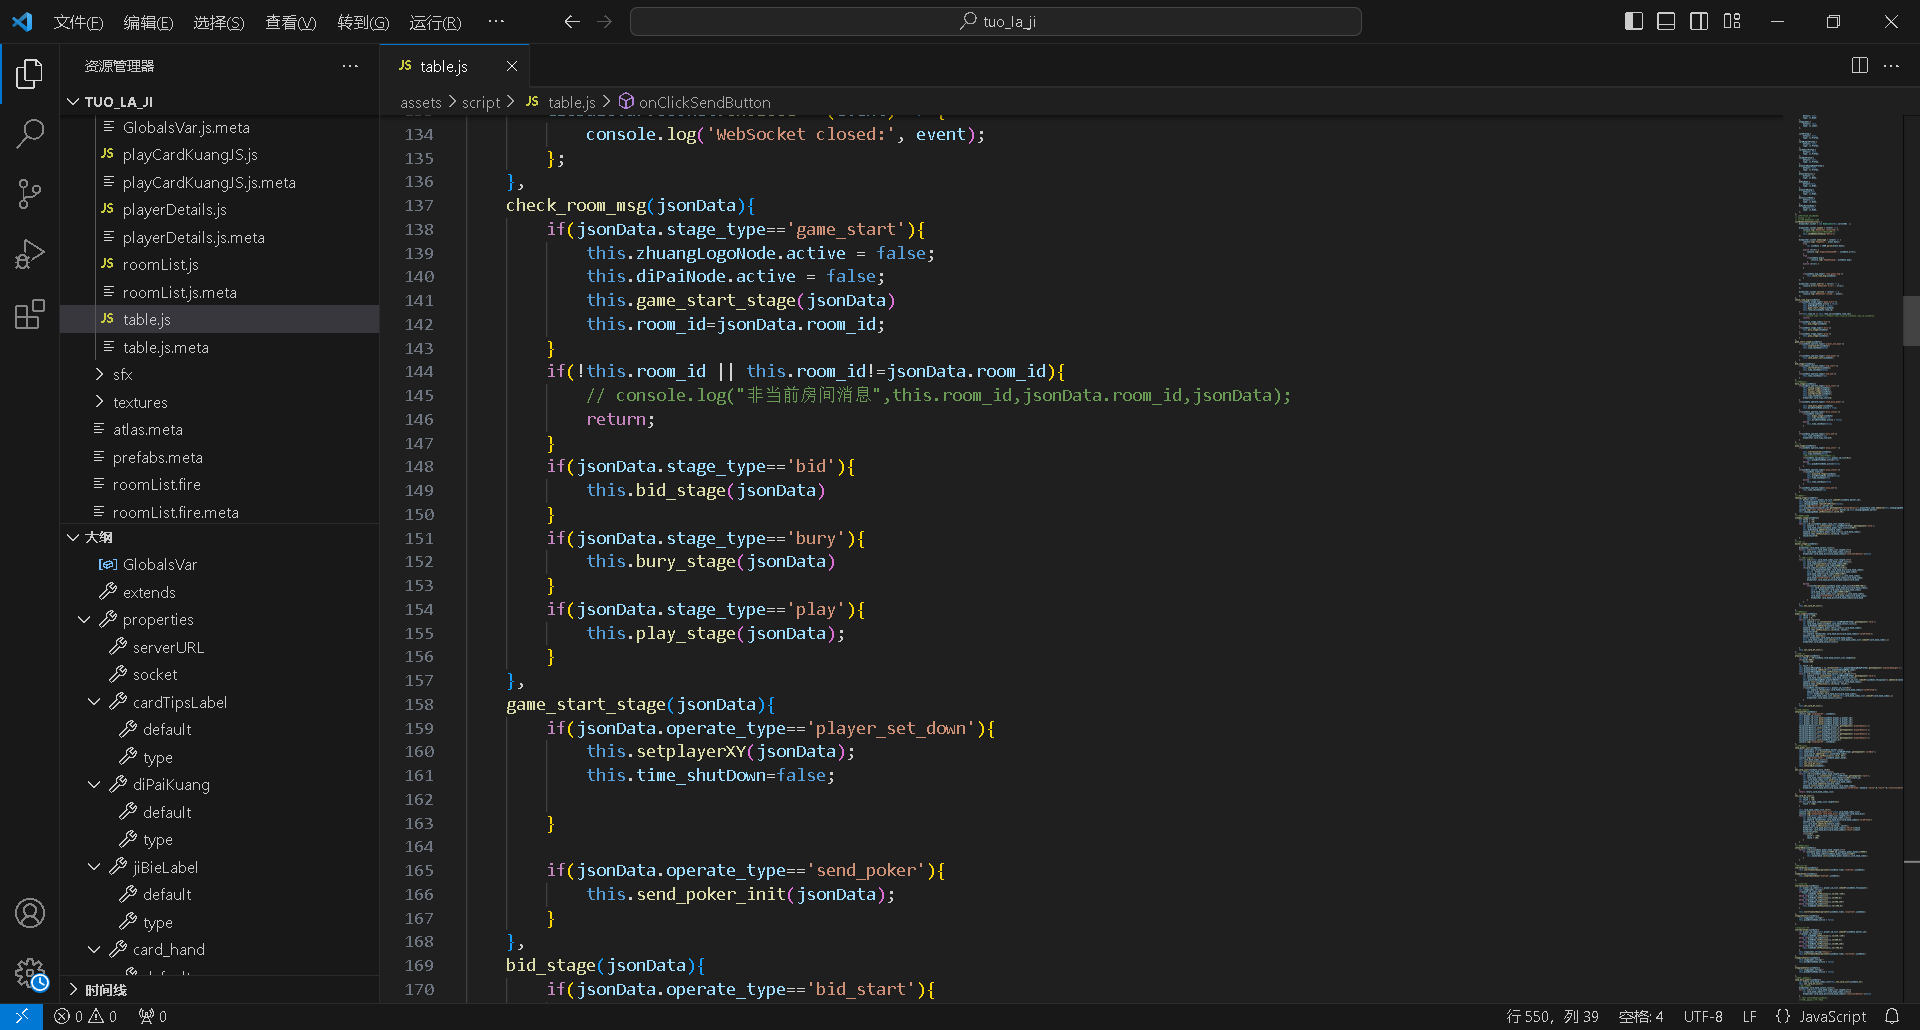 文件(F) 编辑(E) 选择(S) 查看(V) 转到(G) 运行(R) ···
tuo_la_ji
资源管理器 ···
TUO_LA_JI
GlobalsVar.js.meta
JS playCardKuangJS.js
playCardKuangJS.js.meta
JS playerDetails.js
playerDetails.js.meta
JS roomList.js
roomList.js.meta
JS table.js
table.js.meta
sfx
textures
atlas.meta
prefabs.meta
roomList.fire
roomList.fire.meta
大纲
GlobalsVar
extends
properties
serverURL
socket
cardTipsLabel
default
type
diPaiKuang
default
type
jiBieLabel
default
type
card_hand
default
时间线
JS table.js
assets > script > JS table.js > onClickSendButton
134 console.log('WebSocket closed:', event);
135 };
136 },
137 check_room_msg(jsonData){
138 if(jsonData.stage_type=='game_start'){
139 this.zhuangLogoNode.active = false;
140 this.diPaiNode.active = false;
141 this.game_start_stage(jsonData)
142 this.room_id=jsonData.room_id;
143 }
144 if(!this.room_id || this.room_id!=jsonData.room_id){
145 // console.log("非当前房间消息",this.room_id,jsonData.room_id,jsonData);
146 return;
147 }
148 if(jsonData.stage_type=='bid'){
149 this.bid_stage(jsonData)
150 }
151 if(jsonData.stage_type=='bury'){
152 this.bury_stage(jsonData)
153 }
154 if(jsonData.stage_type=='play'){
155 this.play_stage(jsonData);
156 }
157 },
158 game_start_stage(jsonData){
159 if(jsonData.operate_type=='player_set_down'){
160 this.setplayerXY(jsonData);
161 this.time_shutDown=false;
162
163 }
164
165 if(jsonData.operate_type=='send_poker'){
166 this.send_poker_init(jsonData);
167 }
168 },
169 bid_stage(jsonData){
170 if(jsonData.operate_type=='bid_start'){
0 0 0
行 550，列 39 空格: 4 UTF-8 LF {} JavaScript